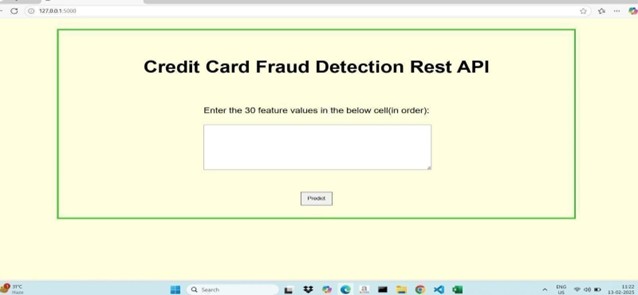 127.0.0.1:5000
Credit Card Fraud Detection Rest API
Enter the 30 feature values in the below cell(in order):
Predict
31°C
Haze
Search
ENG
US
11:22
13-02-2025